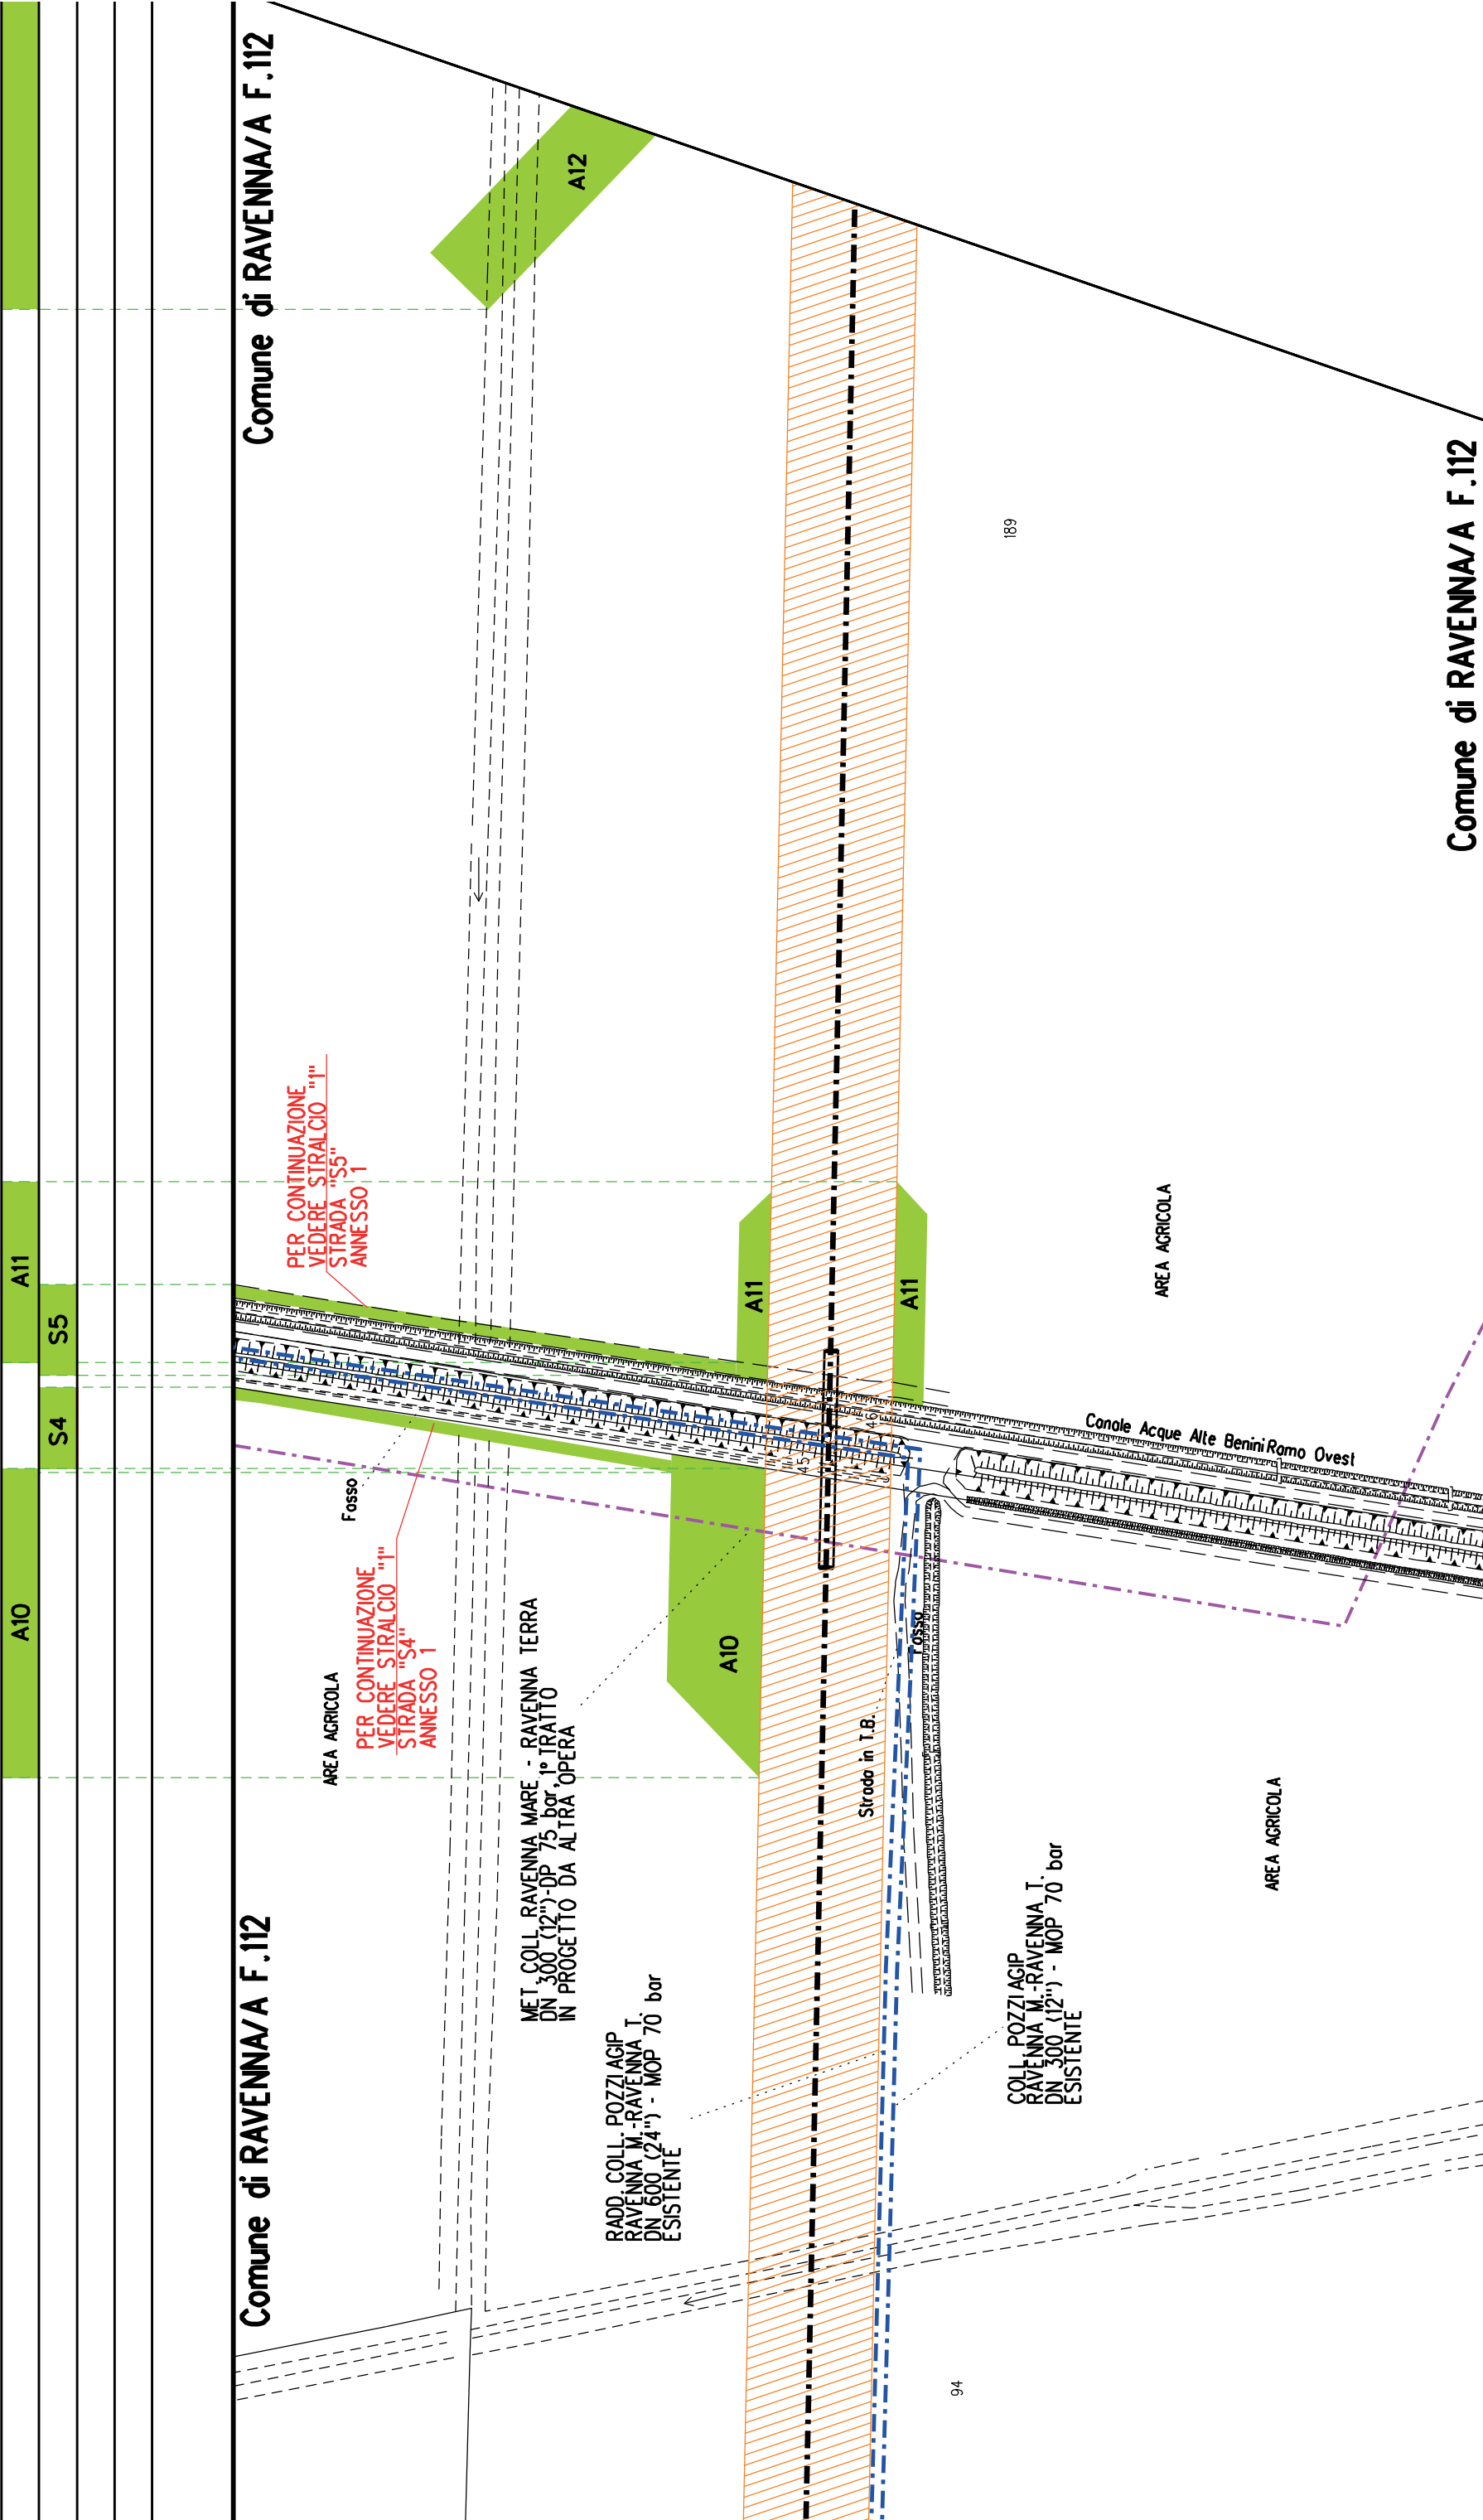 A10
S4
S5
A11
Comune di RAVENNA/A F.112
Comune di RAVENNA/A F.112
A12
PER CONTINUAZIONE
VEDERE STRALCIO "1"
STRADA "S5"
ANNESSO 1
AREA AGRICOLA
Fosso
PER CONTINUAZIONE
VEDERE STRALCIO "1"
STRADA "S4"
ANNESSO 1
MET. COLL. RAVENNA MARE - RAVENNA TERRA
DN 300 (12")-DP 75 bar,1° TRATTO
IN PROGETTO DA ALTRA OPERA
RADD. COLL. POZZI AGIP
RAVENNA M.-RAVENNA T.
DN 600 (24") - MOP 70 bar
ESISTENTE
A10
A11
45
46
Strada in T.B.
A11
Fosso
94
189
COLL. POZZI AGIP
RAVENNA M.-RAVENNA T.
DN 300 (12") - MOP 70 bar
ESISTENTE
Canale Acque Alte Benini Ramo Ovest
AREA AGRICOLA
AREA AGRICOLA
Comune di RAVENNA/A F.112